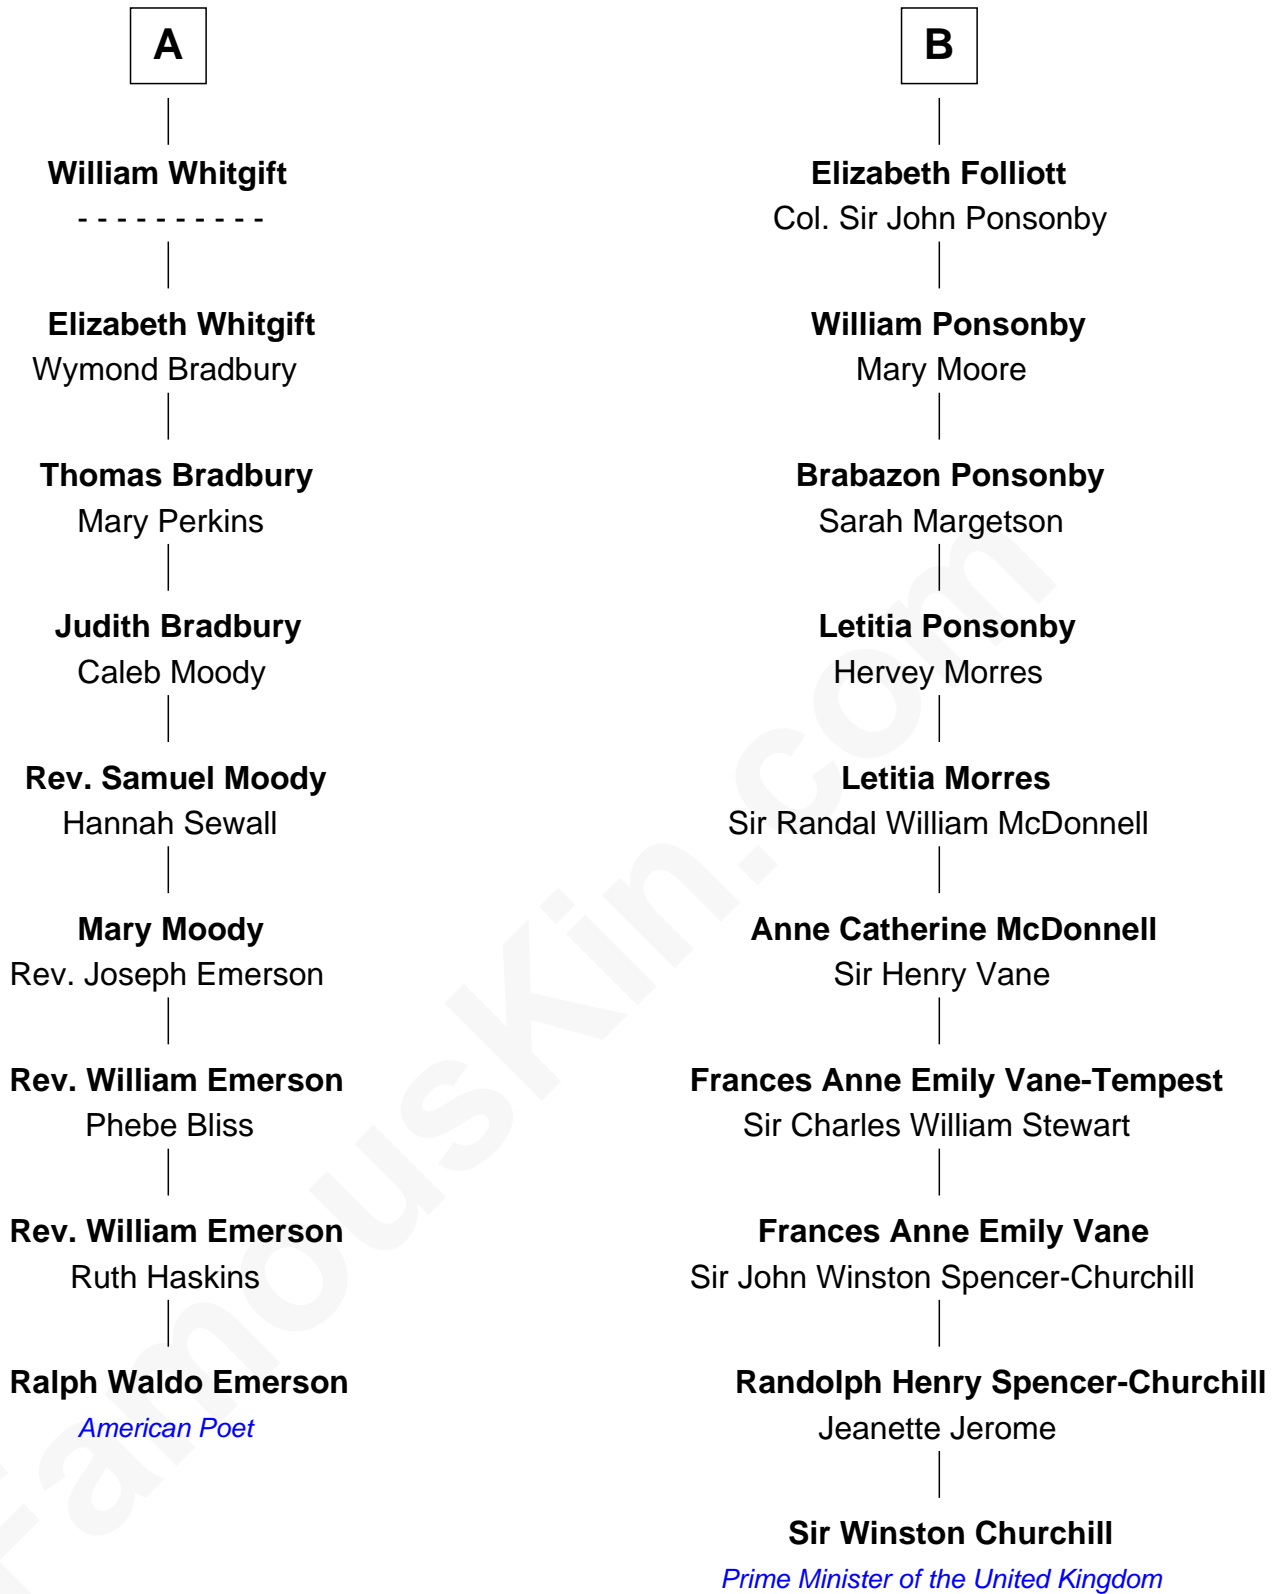 A
William Whitgift
- - - - - - - - - -
Elizabeth Whitgift
Wymond Bradbury
Thomas Bradbury
Mary Perkins
Judith Bradbury
Caleb Moody
Rev. Samuel Moody
Hannah Sewall
Mary Moody
Rev. Joseph Emerson
Rev. William Emerson
Phebe Bliss
Rev. William Emerson
Ruth Haskins
Ralph Waldo Emerson
American Poet
B
Elizabeth Folliott
Col. Sir John Ponsonby
William Ponsonby
Mary Moore
Brabazon Ponsonby
Sarah Margetson
Letitia Ponsonby
Hervey Morres
Letitia Morres
Sir Randal William McDonnell
Anne Catherine McDonnell
Sir Henry Vane
Frances Anne Emily Vane-Tempest
Sir Charles William Stewart
Frances Anne Emily Vane
Sir John Winston Spencer-Churchill
Randolph Henry Spencer-Churchill
Jeanette Jerome
Sir Winston Churchill
Prime Minister of the United Kingdom
FamousKin.com